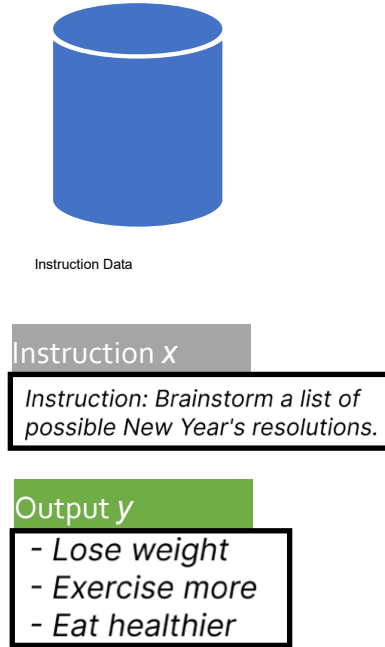 Instruction Data
Instruction x
Instruction: Brainstorm a list of
possible New Year's resolutions.
Output y
- Lose weight
- Exercise more
- Eat healthier